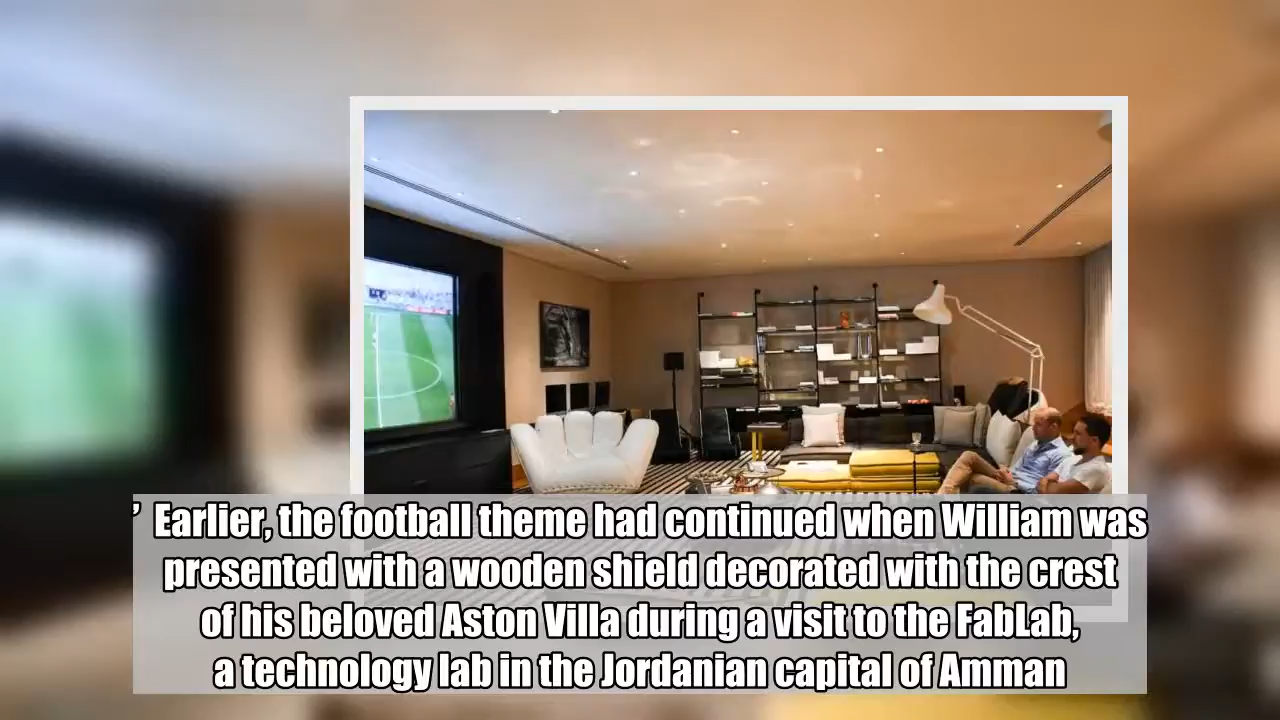 ’ Earlier, the football theme had continued when William was
presented with a wooden shield decorated with the crest
of his beloved Aston Villa during a visit to the FabLab,
a technology lab in the Jordanian capital of Amman